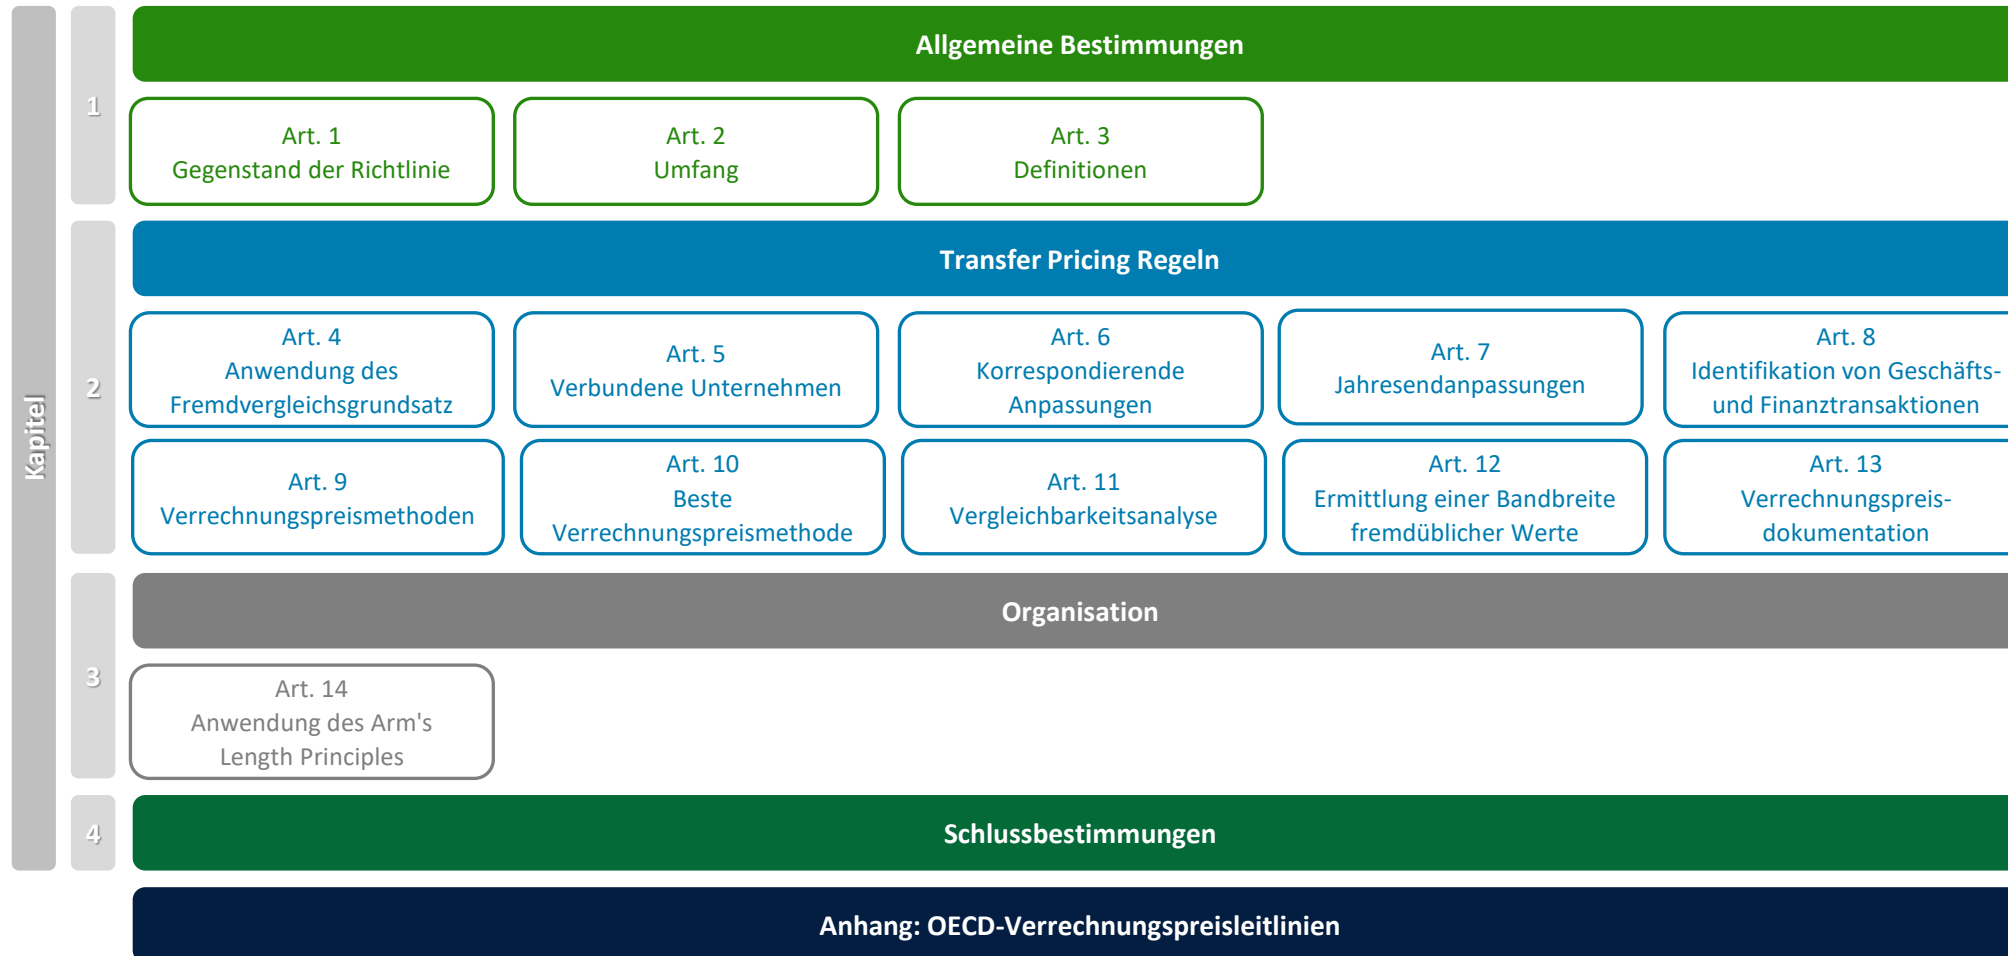 Kapitel
1
Allgemeine Bestimmungen
Art. 1
Gegenstand der Richtlinie
Art. 2
Umfang
Art. 3
Definitionen
2
Transfer Pricing Regeln
Art. 4
Anwendung des
Fremdvergleichsgrundsatz
Art. 5
Verbundene Unternehmen
Art. 6
Korrespondierende
Anpassungen
Art. 7
Jahresendanpassungen
Art. 8
Identifikation von Geschäfts-
und Finanztransaktionen
Art. 9
Verrechnungspreismethoden
Art. 10
Beste
Verrechnungspreismethode
Art. 11
Vergleichbarkeitsanalyse
Art. 12
Ermittlung einer Bandbreite
fremdüblicher Werte
Art. 13
Verrechnungspreis-
dokumentation
3
Organisation
Art. 14
Anwendung des Arm's
Length Principles
4
Schlussbestimmungen
Anhang: OECD-Verrechnungspreisleitlinien